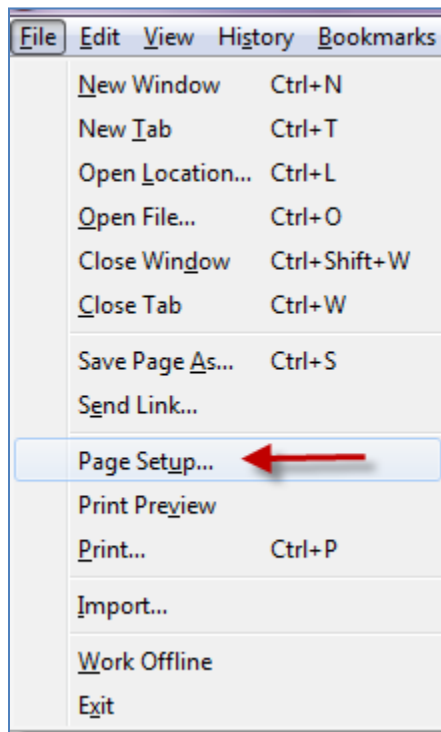 File Edit View History Bookmarks
New Window Ctrl+N
New Tab Ctrl+T
Open Location... Ctrl+L
Open File... Ctrl+O
Close Window Ctrl+Shift+W
Close Tab Ctrl+W
Save Page As... Ctrl+S
Send Link...
Page Setup...
Print Preview
Print... Ctrl+P
Import...
Work Offline
Exit